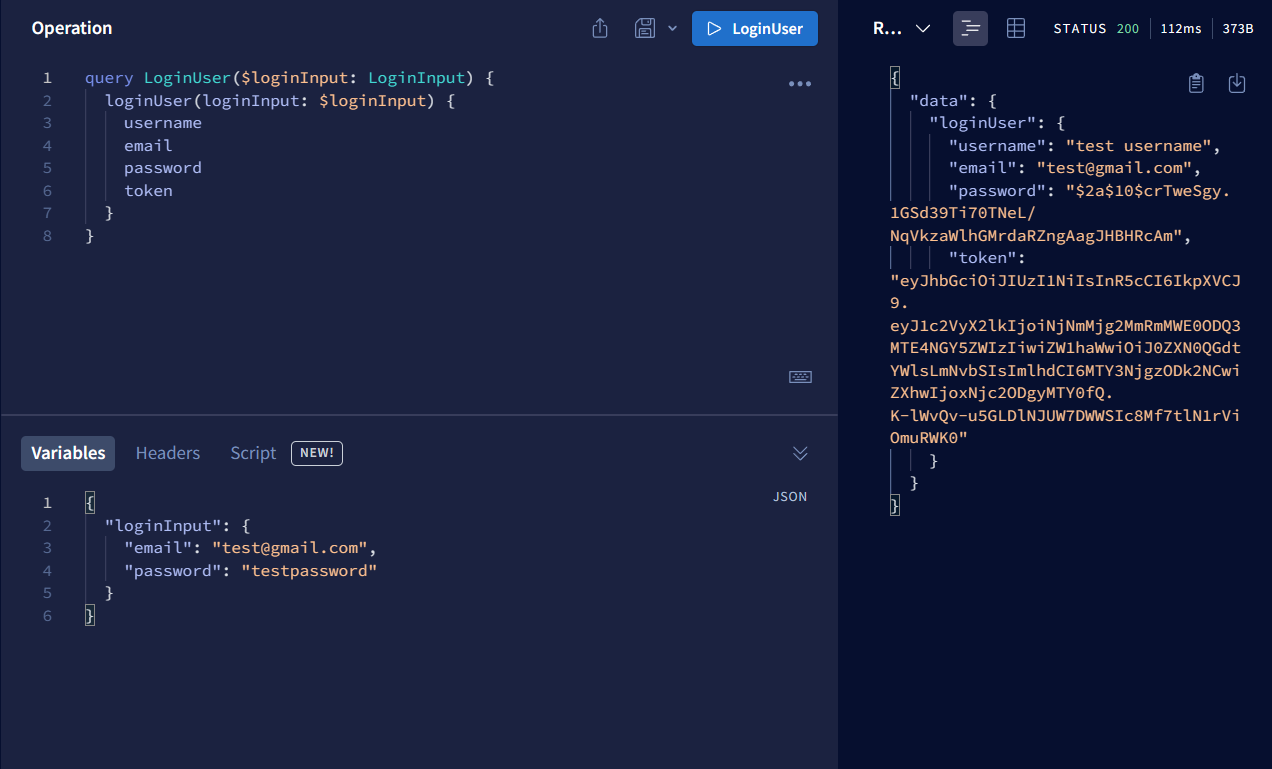 Operation
LoginUser
1 query LoginUser($loginInput: LoginInput) {
2 loginUser(loginInput: $loginInput) {
3 username
4 email
5 password
6 token
7 }
8 }
Variables Headers Script NEW!
JSON
1 {
2 "loginInput": {
3 "email": "test@gmail.com",
4 "password": "testpassword"
5 }
6 }
R... STATUS 200 112ms 373B
{
"data": {
"loginUser": {
"username": "test username",
"email": "test@gmail.com",
"password": "$2a$10$crTweSgy.
1GSd39Ti70TNeL/
NqVkzaWlhGMrdaRZngAagJHBHRcAm",
"token":
"eyJhbGciOiJIUzI1NiIsInR5cCI6IkpXVCJ
9.
eyJ1c2VyX2lkIjoiNjNmMjg2MmRmMWE0ODQ3
MTE4NGY5ZWIzIiwiZW1haWwiOiJ0ZXN0QGdt
YWlsLmNvbSIsImlhdCI6MTY3NjgzODk2NCwi
ZXhwIjoxNjc2ODgyMTY0fQ.
K-lWvQv-u5GLDlNJUW7DWWSIc8Mf7tlN1rVi
OmuRWK0"
}
}
}